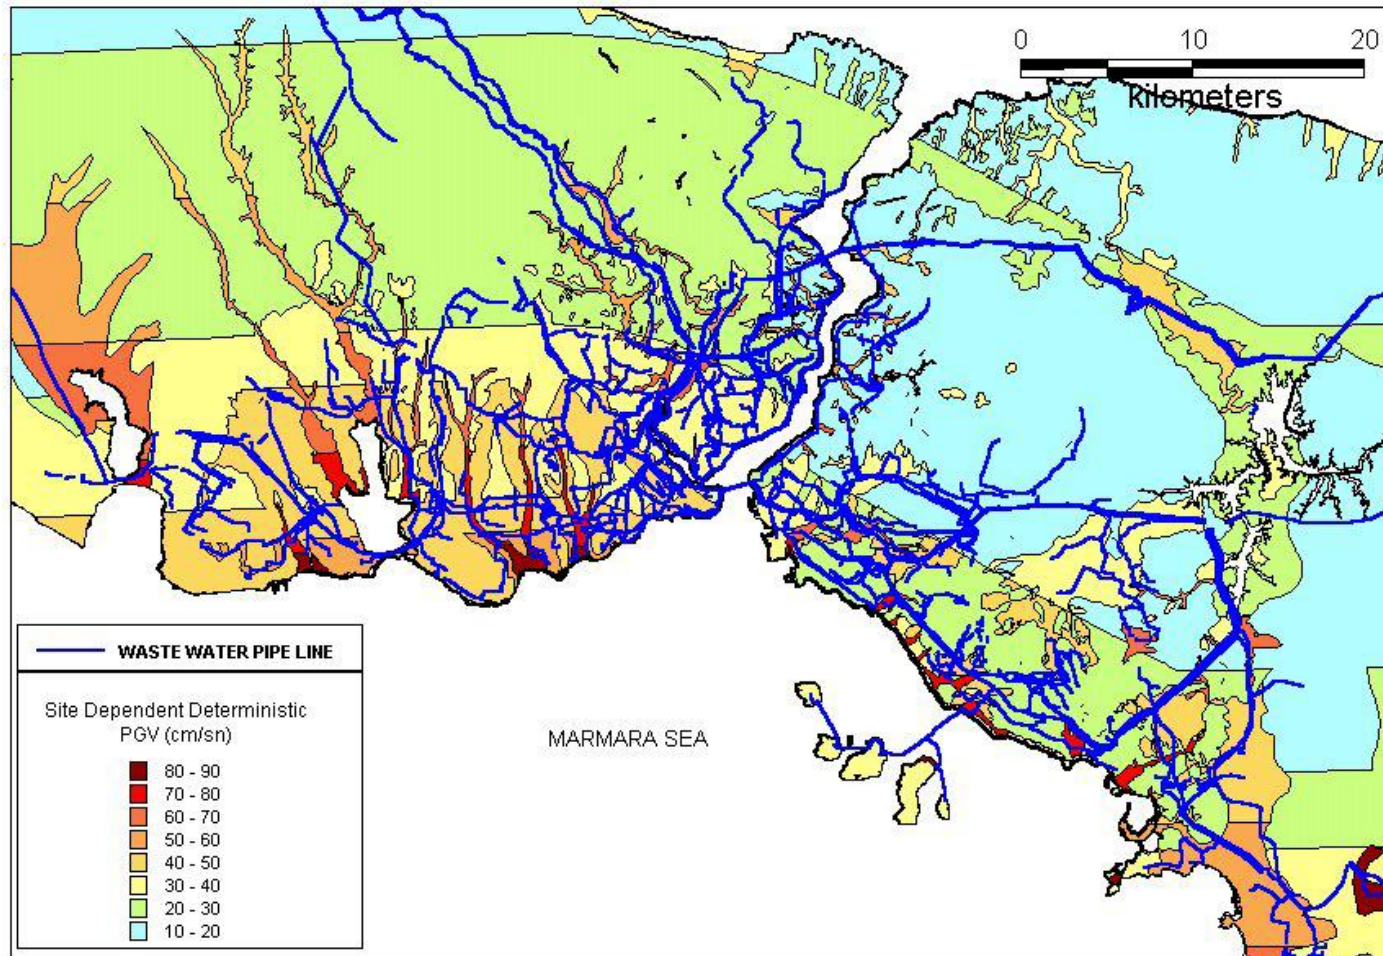 0 10 20
kilometers
WASTE WATER PIPE LINE
Site Dependent Deterministic
PGV (cm/sn)
80 - 90
70 - 80
60 - 70
50 - 60
40 - 50
30 - 40
20 - 30
10 - 20
MARMARA SEA